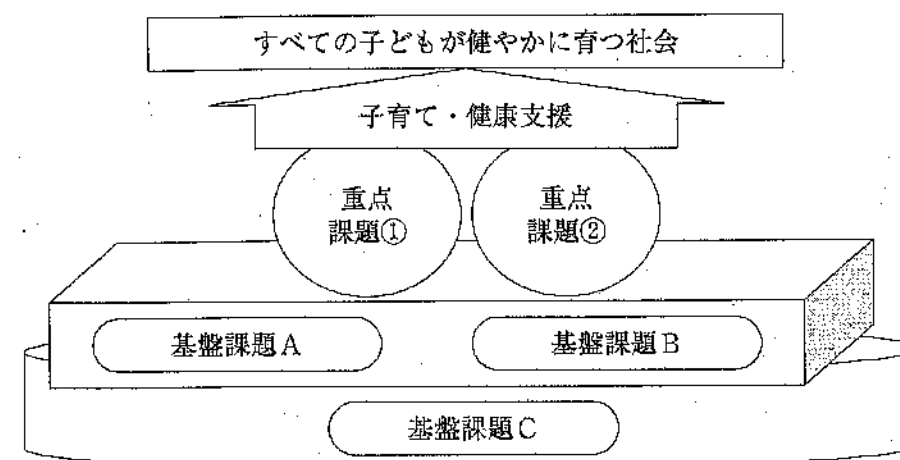 すべての子どもが健やかに育つ社会
子育て・健康支援
重点
課題①
重点
課題②
基盤課題A
基盤課題B
基盤課題C